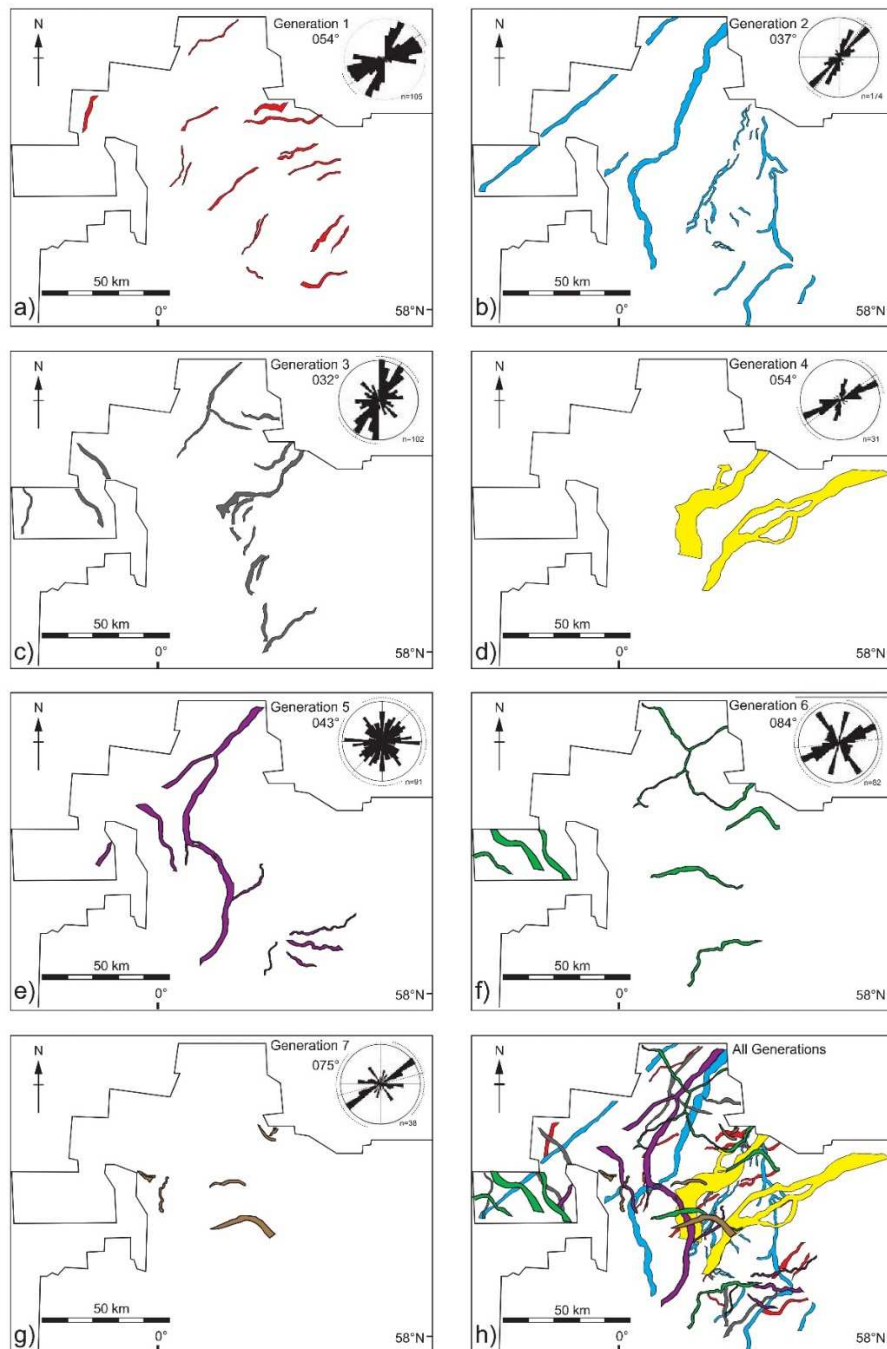 Generation 1
054°
N
n=105
50 km
0°
58°N
a)
Generation 2
037°
N
n=174
50 km
0°
58°N
b)
Generation 3
032°
N
n=102
50 km
0°
58°N
c)
Generation 4
054°
N
n=31
50 km
0°
58°N
d)
Generation 5
043°
N
n=91
50 km
0°
58°N
e)
Generation 6
084°
N
n=82
50 km
0°
58°N
f)
Generation 7
075°
N
n=38
50 km
0°
58°N
g)
All Generations
N
50 km
0°
58°N
h)